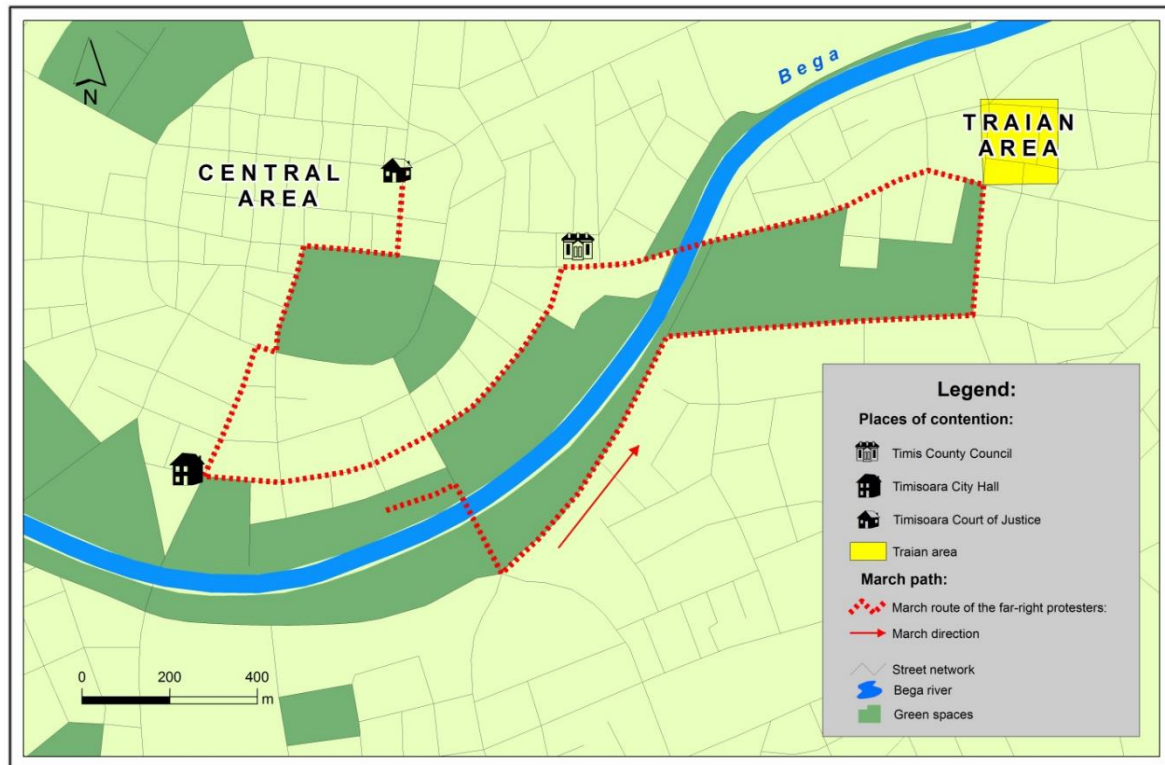 N
Bega
TRAIAN
AREA
CENTRAL
AREA
Legend:
Places of contention:
Timis County Council
Timisoara City Hall
Timisoara Court of Justice
Traian area
March path:
March route of the far-right protesters:
March direction
Street network
Bega river
Green spaces
0 200 400
m